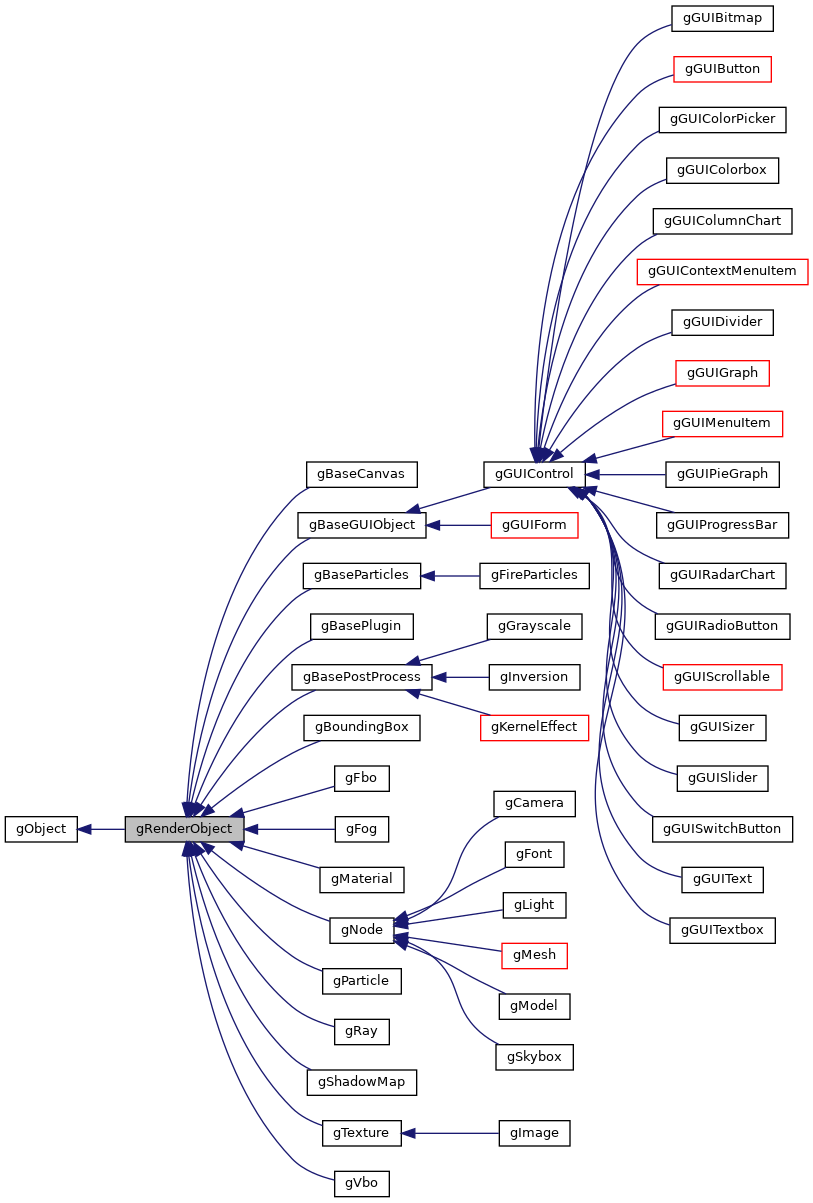 gGUIBitmap
gGUIButton
gGUIColorPicker
gGUIColorbox
gGUIColumnChart
gGUIContextMenuItem
gGUIDivider
gGUIGraph
gGUIMenuItem
gBaseCanvas
gGUIControl
gGUIPieGraph
gBaseGUIObject
gGUIForm
gGUIProgressBar
gBaseParticles
gFireParticles
gGUIRadarChart
gBasePlugin
gGrayscale
gGUIRadioButton
gBasePostProcess
gInversion
gGUIScrollable
gBoundingBox
gKernelEffect
gGUISizer
gFbo
gGUISlider
gCamera
gObject
gRenderObject
gFog
gGUISwitchButton
gFont
gMaterial
gGUIText
gLight
gNode
gGUITextbox
gMesh
gParticle
gModel
gRay
gSkybox
gShadowMap
gTexture
gImage
gVbo